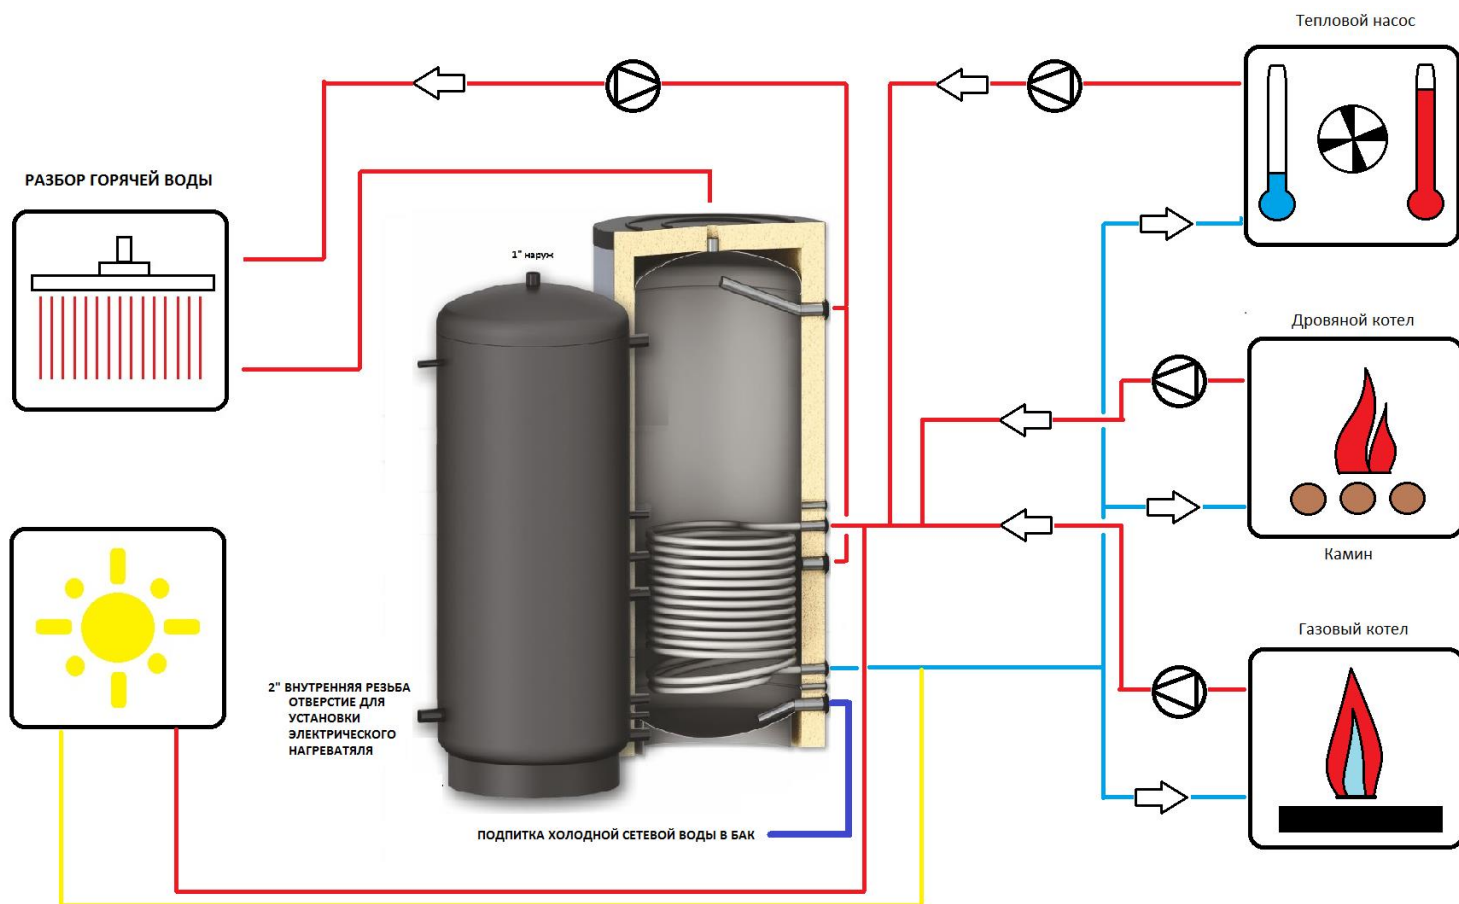 Тепловой насос
РАЗБОР ГОРЯЧЕЙ ВОДЫ
1" наруж
Дровяной котел
Камин
Газовый котел
2" ВНУТРЕННЯЯ РЕЗЬБА
ОТВЕРСТИЕ ДЛЯ
УСТАНОВКИ
ЭЛЕКТРИЧЕСКОГО
НАГРЕВАТЯЛЯ
ПОДПИТКА ХОЛОДНОЙ СЕТЕВОЙ ВОДЫ В БАК